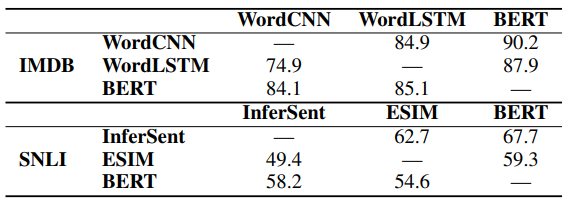 WordCNN WordLSTM BERT
WordCNN — 84.9 90.2
IMDB WordLSTM 74.9 — 87.9
BERT 84.1 85.1 —
InferSent ESIM BERT
InferSent — 62.7 67.7
SNLI ESIM 49.4 — 59.3
BERT 58.2 54.6 —